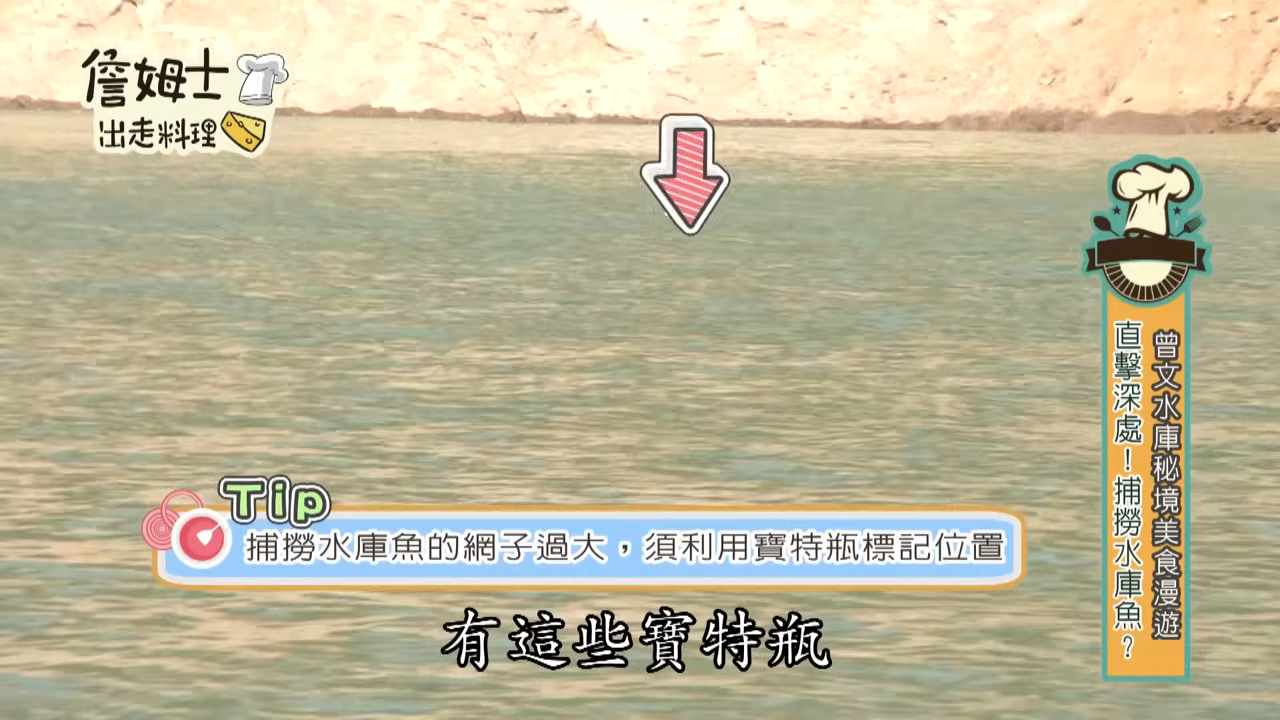 詹姆士
出走料理
曾文水庫秘境美食漫遊
直擊深處！捕撈水庫魚？
Tip
捕撈水庫魚的網子過大，須利用寶特瓶標記位置
有這些寶特瓶